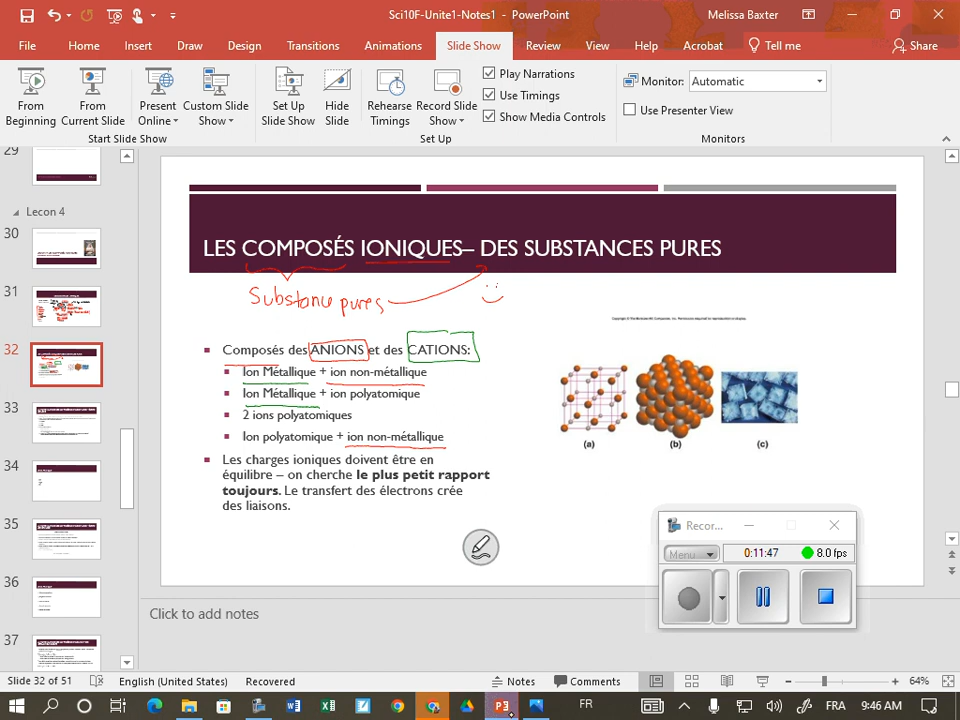 Sci10F-Unite1-Notes1 - PowerPoint
Melissa Baxter
File Home Insert Draw Design Transitions Animations Slide Show Review View Help Acrobat Tell me Share
From Beginning
From Current Slide
Present Online
Custom Slide Show
Start Slide Show
Set Up Slide Show
Hide Slide
Rehearse Timings
Record Slide Show
Play Narrations
Use Timings
Show Media Controls
Set Up
Monitor: Automatic
Use Presenter View
Monitors
29
Lecon 4
30
31
32
33
34
35
36
37
LES COMPOSÉS IONIQUES– DES SUBSTANCES PURES
Substance pures
Composés des ANIONS et des CATIONS:
Ion Métallique + ion non-métallique
Ion Métallique + ion polyatomique
2 ions polyatomiques
Ion polyatomique + ion non-métallique
Les charges ioniques doivent être en
équilibre – on cherche le plus petit rapport
toujours. Le transfert des électrons crée
des liaisons.
(a) (b) (c)
Recor...
Menu 0:11:47 8.0 fps
Click to add notes
Slide 32 of 51 English (United States) Recovered Notes Comments 64%
FR FRA 9:46 AM